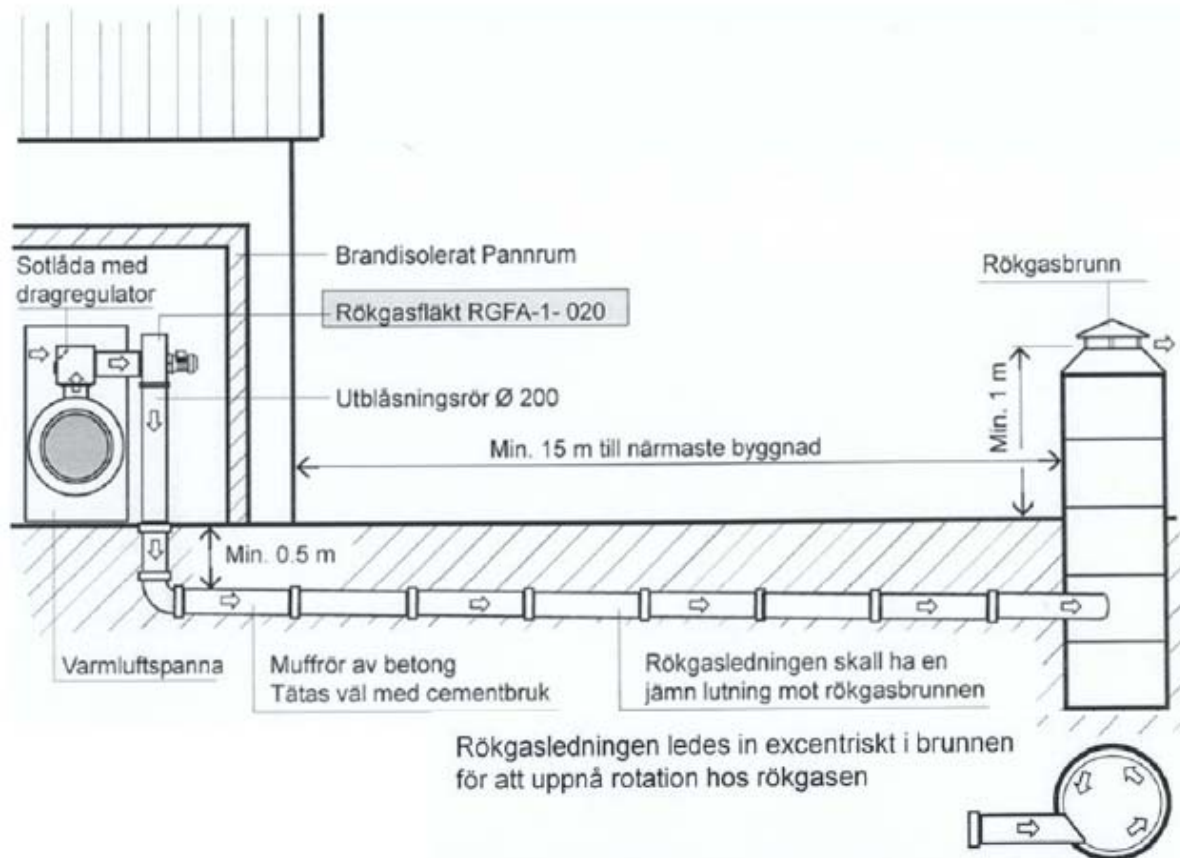 Brandisolerat Pannrum
Sotlåda med
dragregulator
Rökgasfläkt RGFA-1- 020
Utblåsningsrör Ø 200
Rökgasbrunn
Min. 1 m
Min. 15 m till närmaste byggnad
Min. 0.5 m
Varmluftspanna
Muffrör av betong
Tätas väl med cementbruk
Rökgasledningen skall ha en
jämn lutning mot rökgasbrunnen
Rökgasledningen ledes in excentriskt i brunnen
för att uppnå rotation hos rökgasen